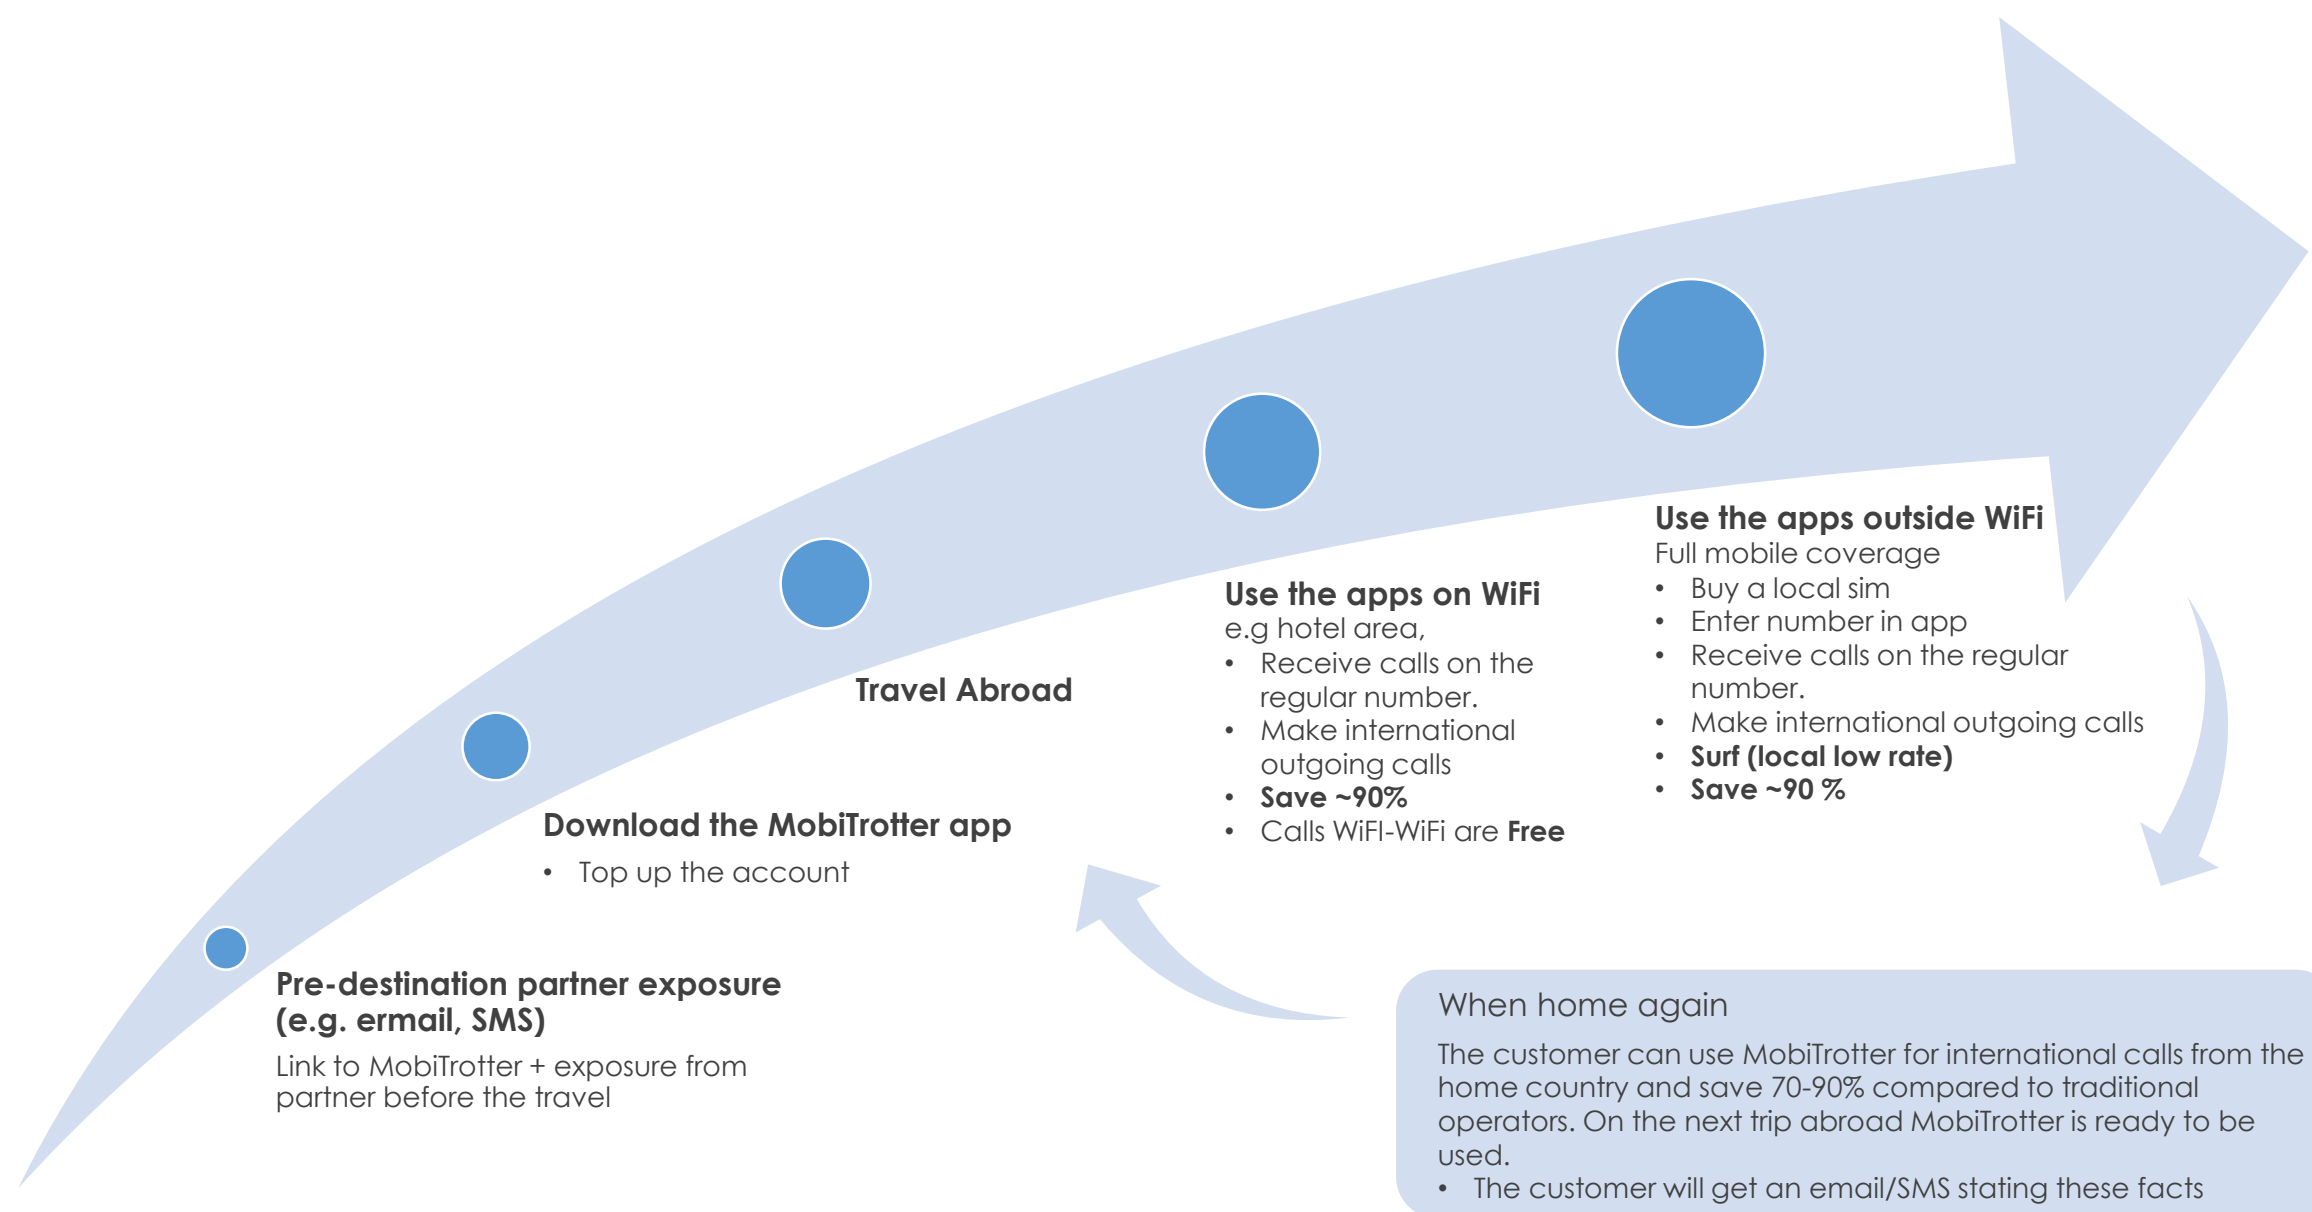 Pre-destination partner exposure
(e.g. ermail, SMS)
Link to MobiTrotter + exposure from
partner before the travel
Download the MobiTrotter app
• Top up the account
Travel Abroad
Use the apps on WiFi
e.g hotel area,
• Receive calls on the
regular number.
• Make international
outgoing calls
• Save ~90%
• Calls WiFI-WiFi are Free
Use the apps outside WiFi
Full mobile coverage
• Buy a local sim
• Enter number in app
• Receive calls on the regular
number.
• Make international outgoing calls
• Surf (local low rate)
• Save ~90 %
When home again
The customer can use MobiTrotter for international calls from the
home country and save 70-90% compared to traditional
operators. On the next trip abroad MobiTrotter is ready to be
used.
• The customer will get an email/SMS stating these facts